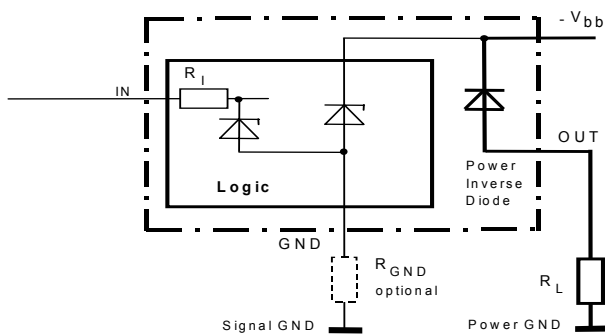 - V bb
R I
IN
OUT
Power
Inverse
Diode
Logic
GND
R GND
optional
R L
Signal GND
Power GND